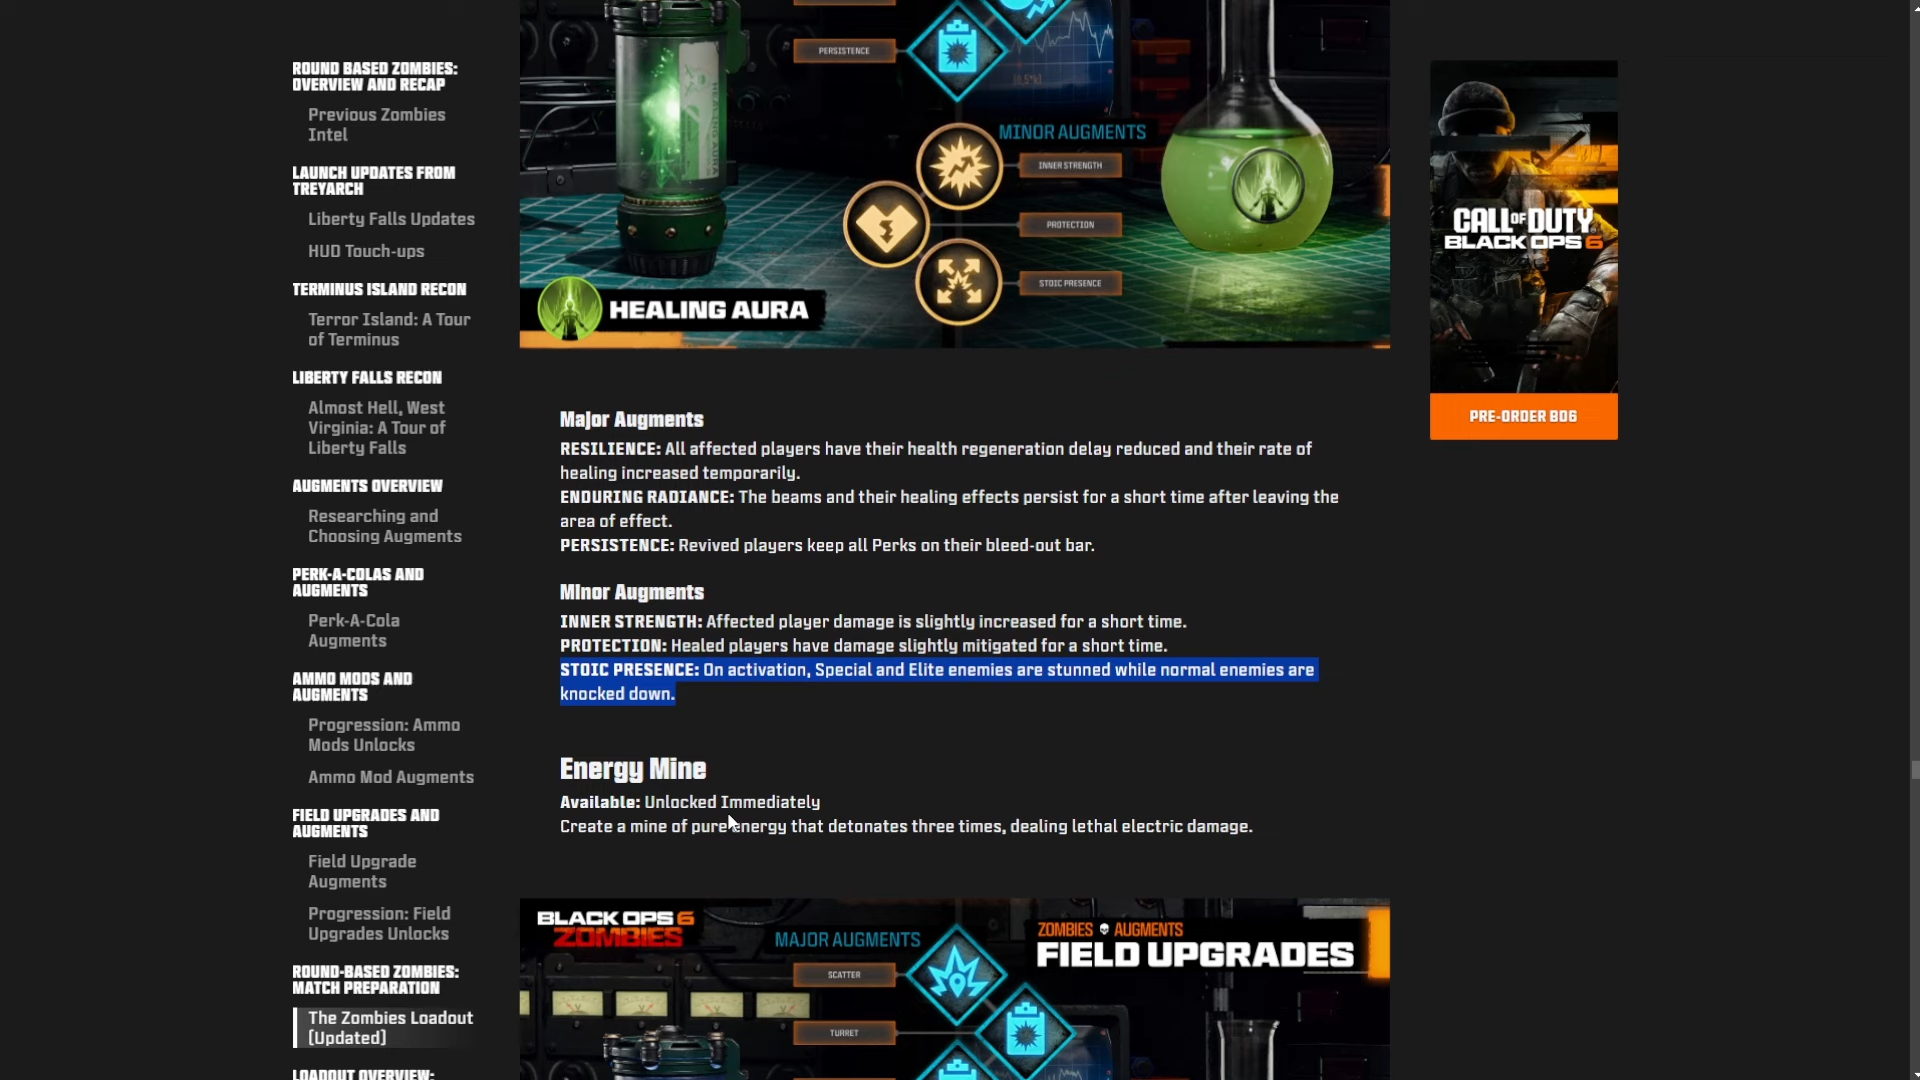 ROUND BASED ZOMBIES:
OVERVIEW AND RECAP
Previous Zombies
Intel
LAUNCH UPDATES FROM
TREYARCH
Liberty Falls Updates
HUD Touch-ups
TERMINUS ISLAND RECON
Terror Island: A Tour
of Terminus
LIBERTY FALLS RECON
Almost Hell, West
Virginia: A Tour of
Liberty Falls
AUGMENTS OVERVIEW
Researching and
Choosing Augments
PERK-A-COLAS AND
AUGMENTS
Perk-A-Cola
Augments
AMMO MODS AND
AUGMENTS
Progression: Ammo
Mods Unlocks
Ammo Mod Augments
FIELD UPGRADES AND
AUGMENTS
Field Upgrade
Augments
Progression: Field
Upgrades Unlocks
ROUND-BASED ZOMBIES:
MATCH PREPARATION
The Zombies Loadout
(Updated)
LOADOUT OVERVIEW:
PERSISTENCE
MINOR AUGMENTS
INNER STRENGTH
PROTECTION
STOIC PRESENCE
HEALING AURA
Major Augments
RESILIENCE: All affected players have their health regeneration delay reduced and their rate of
healing increased temporarily.
ENDURING RADIANCE: The beams and their healing effects persist for a short time after leaving the
area of effect.
PERSISTENCE: Revived players keep all Perks on their bleed-out bar.
Minor Augments
INNER STRENGTH: Affected player damage is slightly increased for a short time.
PROTECTION: Healed players have damage slightly mitigated for a short time.
STOIC PRESENCE: On activation, Special and Elite enemies are stunned while normal enemies are
knocked down.
Energy Mine
Available: Unlocked Immediately
Create a mine of pure energy that detonates three times, dealing lethal electric damage.
BLACK OPS 6
ZOMBIES
MAJOR AUGMENTS
SCATTER
TURRET
ZOMBIES AUGMENTS
FIELD UPGRADES
CALL OF DUTY
BLACK OPS 6
PRE-ORDER BO6